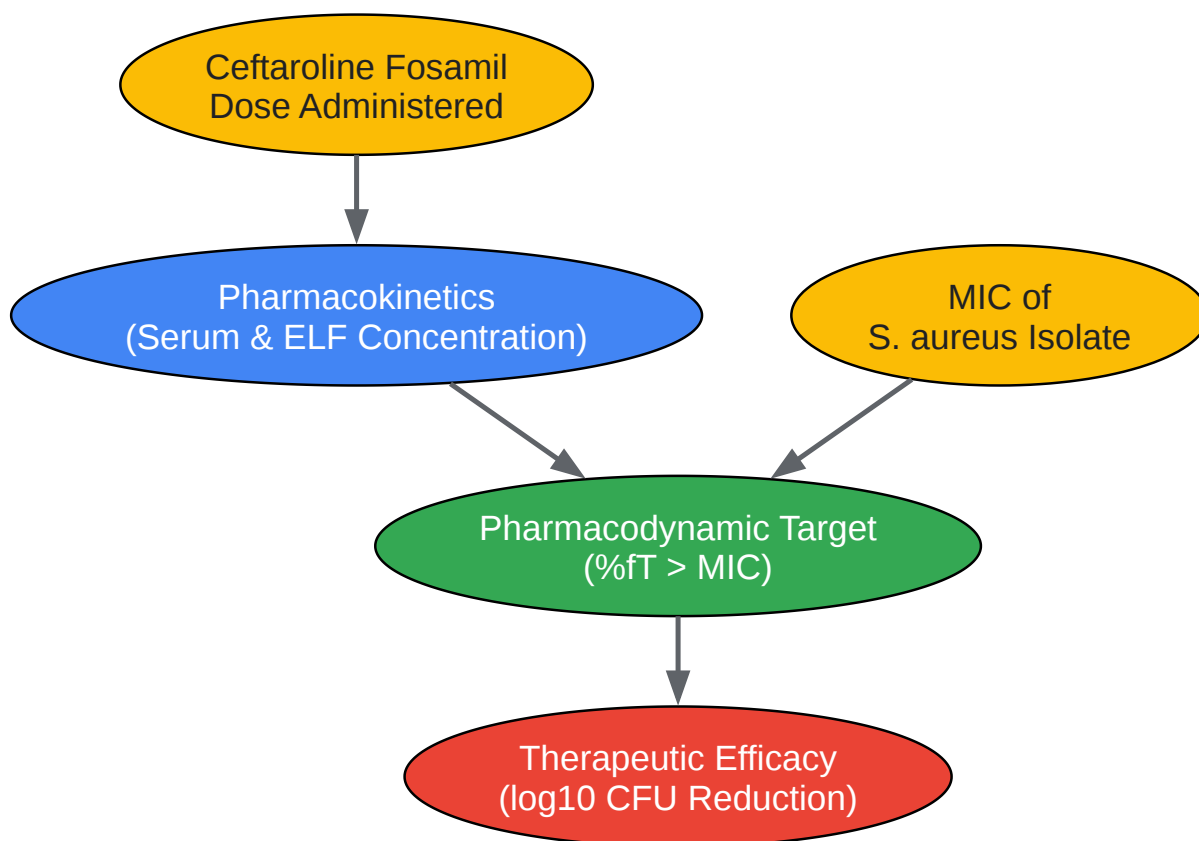 Ceftaroline Fosamil
Dose Administered
Pharmacokinetics
(Serum & ELF Concentration)
MIC of
S. aureus Isolate
Pharmacodynamic Target
(%fT > MIC)
Therapeutic Efficacy
(log10 CFU Reduction)